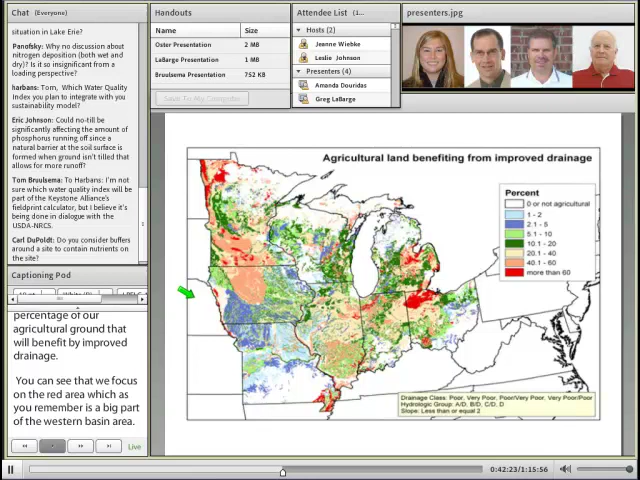 Chat (Everyone)
situation in Lake Erie?
Panofsky: Why no discussion about
nitrogen deposition (both wet and
dry)? Is it so insignificant from a
loading perspective?
harbans: Tom, Which Water Quality
Index you plan to integrate with you
sustainability model?
Eric Johnson: Could no-till be
significantly affecting the amount of
phosphorus running off since a
natural barrier at the soil surface is
formed when ground isn't tilled that
allows for more runoff?
Tom Bruulsema: To Harbans: I'm not
sure which water quality index will be
part of the Keystone Alliance's
fieldprint calculator, but I believe it's
being done in dialogue with the
USDA-NRCS.
Carl DuPoldt: Do you consider buffers
around a site to contain nutrients on
the site?
Captioning Pod
percentage of our
agricultural ground that
will benefit by improved
drainage.
You can see that we focus
on the red area which as
you remember is a big part
of the western basin area.
Live
Handouts
Name Size
Oster Presentation 2 MB
LaBarge Presentation 1 MB
Bruulsema Presentation 752 KB
Save To My Computer
Attendee List (1...
Hosts (2)
Jeanne Wiebke
Leslie Johnson
Presenters (4)
Amanda Douridas
Greg LaBarge
presenters.jpg
Agricultural land benefiting from improved drainage
Percent
0 or not agricultural
1 - 2
2.1 - 5
5.1 - 10
10.1 - 20
20.1 - 40
40.1 - 60
more than 60
Drainage Class: Poor, Very Poor, Poor/Very Poor, Very Poor/Poor
Hydrologic Group: A/D, B/D, C/D, D
Slope: Less than or equal 2
0:42:23/1:15:56